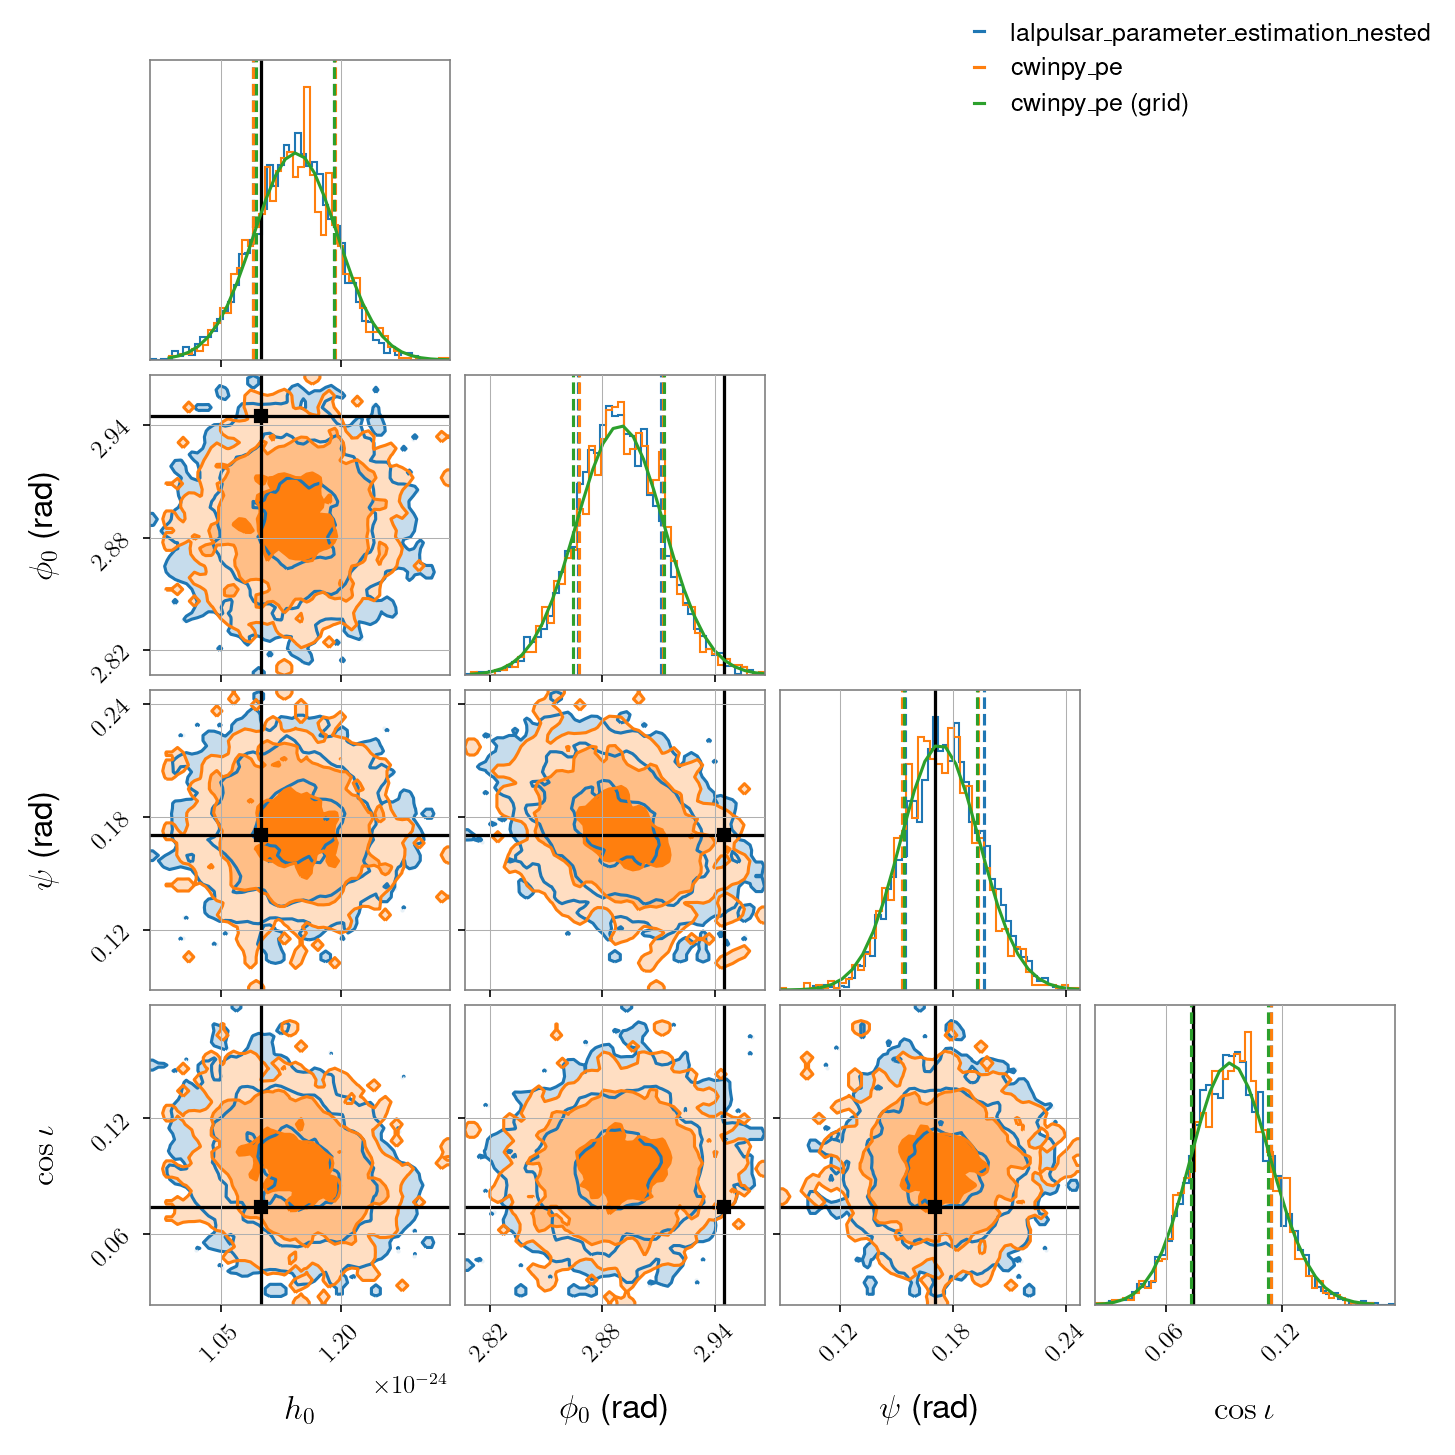 lalpulsar_parameter_estimation_nested
cwinpy_pe
cwinpy_pe (grid)
ϕ₀ (rad)
2.94
2.88
2.82
ψ (rad)
0.24
0.18
0.12
cos ι
0.12
0.06
1.05
1.20
×10⁻²⁴
h₀
2.82
2.88
2.94
ϕ₀ (rad)
0.12
0.18
0.24
ψ (rad)
0.06
0.12
cos ι